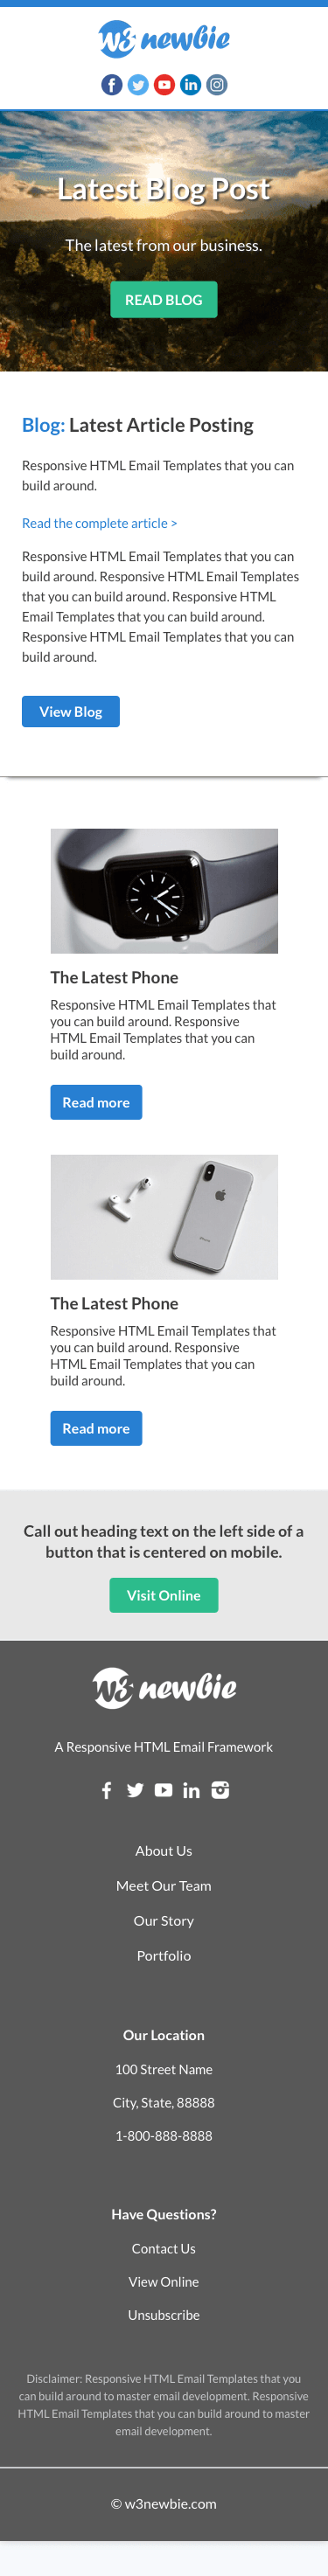 w3 newbie
Latest Blog Post
The latest from our business.
READ BLOG
Blog: Latest Article Posting
Responsive HTML Email Templates that you can
build around.
Read the complete article >
Responsive HTML Email Templates that you can
build around. Responsive HTML Email Templates
that you can build around. Responsive HTML
Email Templates that you can build around.
Responsive HTML Email Templates that you can
build around.
View Blog
The Latest Phone
Responsive HTML Email Templates that
you can build around. Responsive
HTML Email Templates that you can
build around.
Read more
The Latest Phone
Responsive HTML Email Templates that
you can build around. Responsive
HTML Email Templates that you can
build around.
Read more
Call out heading text on the left side of a
button that is centered on mobile.
Visit Online
w3 newbie
A Responsive HTML Email Framework
About Us
Meet Our Team
Our Story
Portfolio
Our Location
100 Street Name
City, State, 88888
1-800-888-8888
Have Questions?
Contact Us
View Online
Unsubscribe
Disclaimer: Responsive HTML Email Templates that you
can build around to master email development. Responsive
HTML Email Templates that you can build around to master
email development.
© w3newbie.com